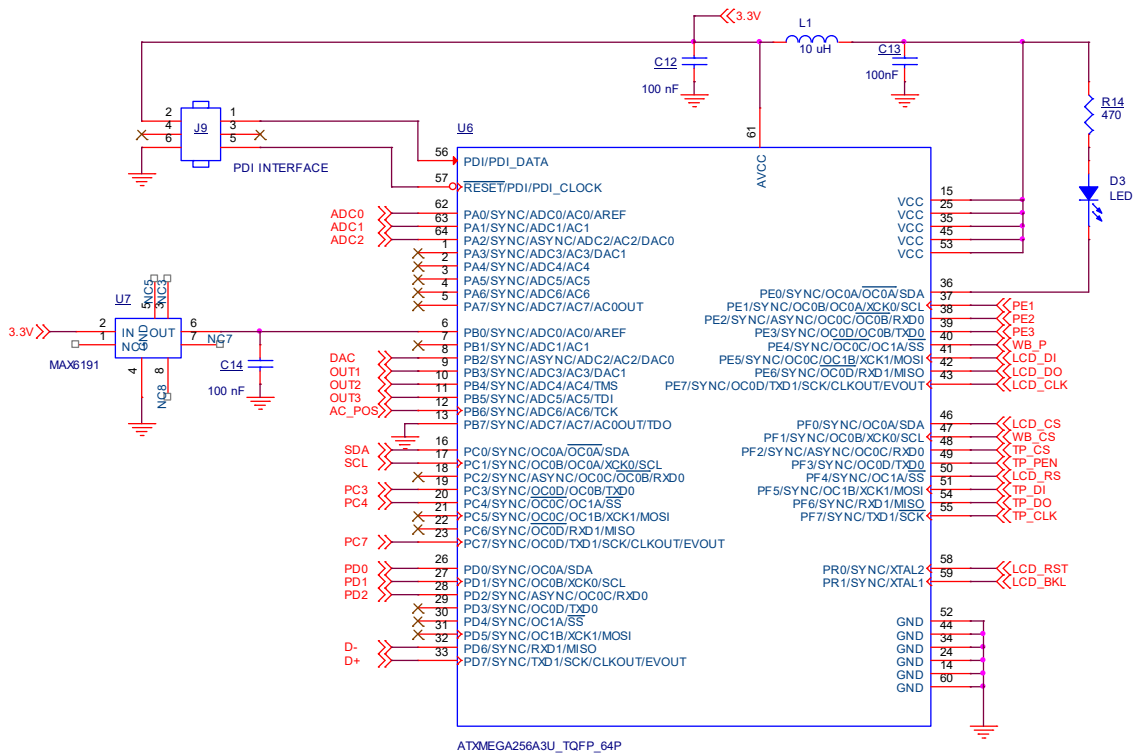 3.3V
L1
10 uH
C12
100 nF
C13
100nF
R14
470
D3
LED
J9
2
4
6
1
3
5
PDI INTERFACE
U6
61
AVCC
56 PDI/PDI_DATA
57 RESET/PDI/PDI_CLOCK
ADC0 62 PA0/SYNC/ADC0/AC0/AREF
ADC1 63 PA1/SYNC/ADC1/AC1
ADC2 64 PA2/SYNC/ASYNC/ADC2/AC2/DAC0
1 PA3/SYNC/ADC3/AC3/DAC1
2 PA4/SYNC/ADC4/AC4
3 PA5/SYNC/ADC5/AC5
4 PA6/SYNC/ADC6/AC6
5 PA7/SYNC/ADC7/AC7/AC0OUT
U7
NC5
NC3
5
3
3.3V
2
1
IN
GND
OUT
NC1
6
7
NC7
MAX6191
4
8
NC8
C14
100 nF
6 PB0/SYNC/ADC0/AC0/AREF
7 PB1/SYNC/ADC1/AC1
DAC 8 PB2/SYNC/ASYNC/ADC2/AC2/DAC0
OUT1 9 PB3/SYNC/ADC3/AC3/DAC1
OUT2 10 PB4/SYNC/ADC4/AC4/TMS
OUT3 11 PB5/SYNC/ADC5/AC5/TDI
AC_POS 12 PB6/SYNC/ADC6/AC6/TCK
13 PB7/SYNC/ADC7/AC7/AC0OUT/TDO
SDA 16 PC0/SYNC/OC0A/OC0A/SDA
SCL 17 PC1/SYNC/OC0B/OC0A/XCK0/SCL
18 PC2/SYNC/ASYNC/OC0C/OC0B/RXD0
PC3 19 PC3/SYNC/OC0D/OC0B/TXD0
PC4 20 PC4/SYNC/OC0C/OC1A/SS
21 PC5/SYNC/OC0C/OC1B/XCK1/MOSI
22 PC6/SYNC/OC0D/RXD1/MISO
PC7 23 PC7/SYNC/OC0D/TXD1/SCK/CLKOUT/EVOUT
PD0 26 PD0/SYNC/OC0A/SDA
PD1 27 PD1/SYNC/OC0B/XCK0/SCL
PD2 28 PD2/SYNC/ASYNC/OC0C/RXD0
29 PD3/SYNC/OC0D/TXD0
30 PD4/SYNC/OC1A/SS
31 PD5/SYNC/OC1B/XCK1/MOSI
D- 32 PD6/SYNC/RXD1/MISO
D+ 33 PD7/SYNC/TXD1/SCK/CLKOUT/EVOUT
VCC 15
VCC 25
VCC 35
VCC 45
VCC 53
PE0/SYNC/OC0A/OC0A/SDA 36
PE1/SYNC/OC0B/OC0A/XCK0/SCL 37 PE1
PE2/SYNC/ASYNC/OC0C/OC0B/RXD0 38 PE2
PE3/SYNC/OC0D/OC0B/TXD0 39 PE3
PE4/SYNC/OC0C/OC1A/SS 40 WB_P
PE5/SYNC/OC0C/OC1B/XCK1/MOSI 41 LCD_DI
PE6/SYNC/OC0D/RXD1/MISO 42 LCD_DO
PE7/SYNC/OC0D/TXD1/SCK/CLKOUT/EVOUT 43 LCD_CLK
PF0/SYNC/OC0A/SDA 46 LCD_CS
PF1/SYNC/OC0B/XCK0/SCL 47 WB_CS
PF2/SYNC/ASYNC/OC0C/RXD0 48 TP_CS
PF3/SYNC/OC0D/TXD0 49 TP_PEN
PF4/SYNC/OC1A/SS 50 LCD_RS
PF5/SYNC/OC1B/XCK1/MOSI 51 TP_DI
PF6/SYNC/RXD1/MISO 54 TP_DO
PF7/SYNC/TXD1/SCK 55 TP_CLK
PR0/SYNC/XTAL2 58 LCD_RST
PR1/SYNC/XTAL1 59 LCD_BKL
GND 52
GND 44
GND 34
GND 24
GND 14
GND 60
ATXMEGA256A3U_TQFP_64P